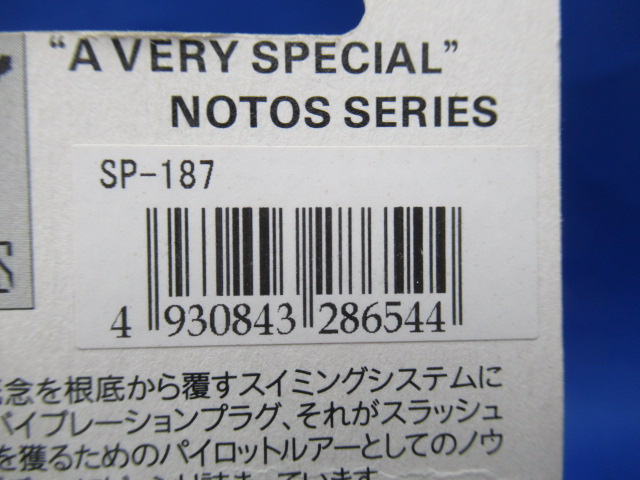 “A VERY SPECIAL”
NOTOS SERIES
SP-187
4 930843 286544
念を根底から覆すスイミングシステムに
バイブレーションプラグ、それがスラッシュ
を獲るためのパイロットルアーとしてのノウ